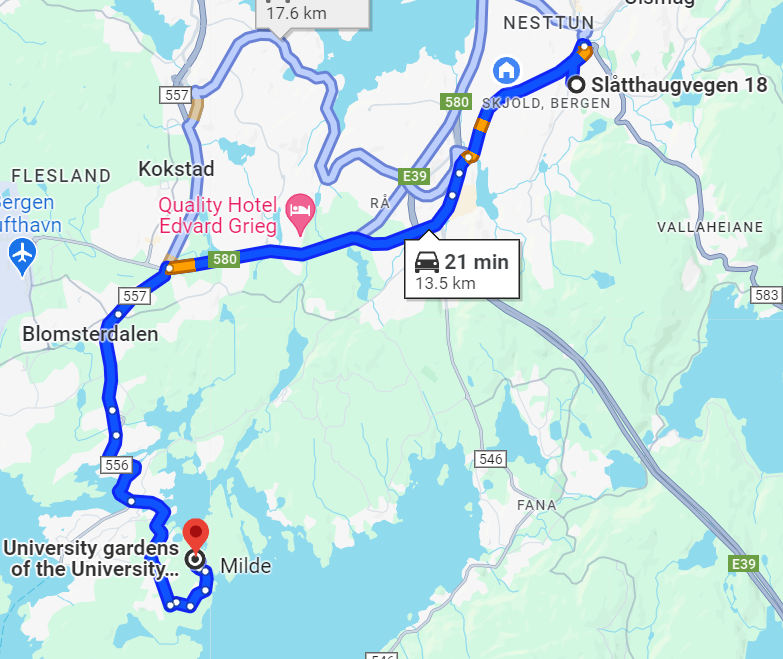 17.6 km
NESTTUN
557
Slåtthaugvegen 18
580
SKJOLD, BERGEN
FLESLAND
Kokstad
E39
Quality Hotel
Edvard Grieg
RÅ
VALLAHEIANE
580
21 min
13.5 km
557
583
Blomsterdalen
556
546
FANA
University gardens
of the University...
Milde
E39